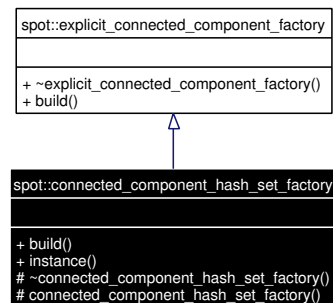 spot::explicit_connected_component_factory
+ ~explicit_connected_component_factory()
+ build()
spot::connected_component_hash_set_factory
+ build()
+ instance()
# ~connected_component_hash_set_factory()
# connected_component_hash_set_factory()